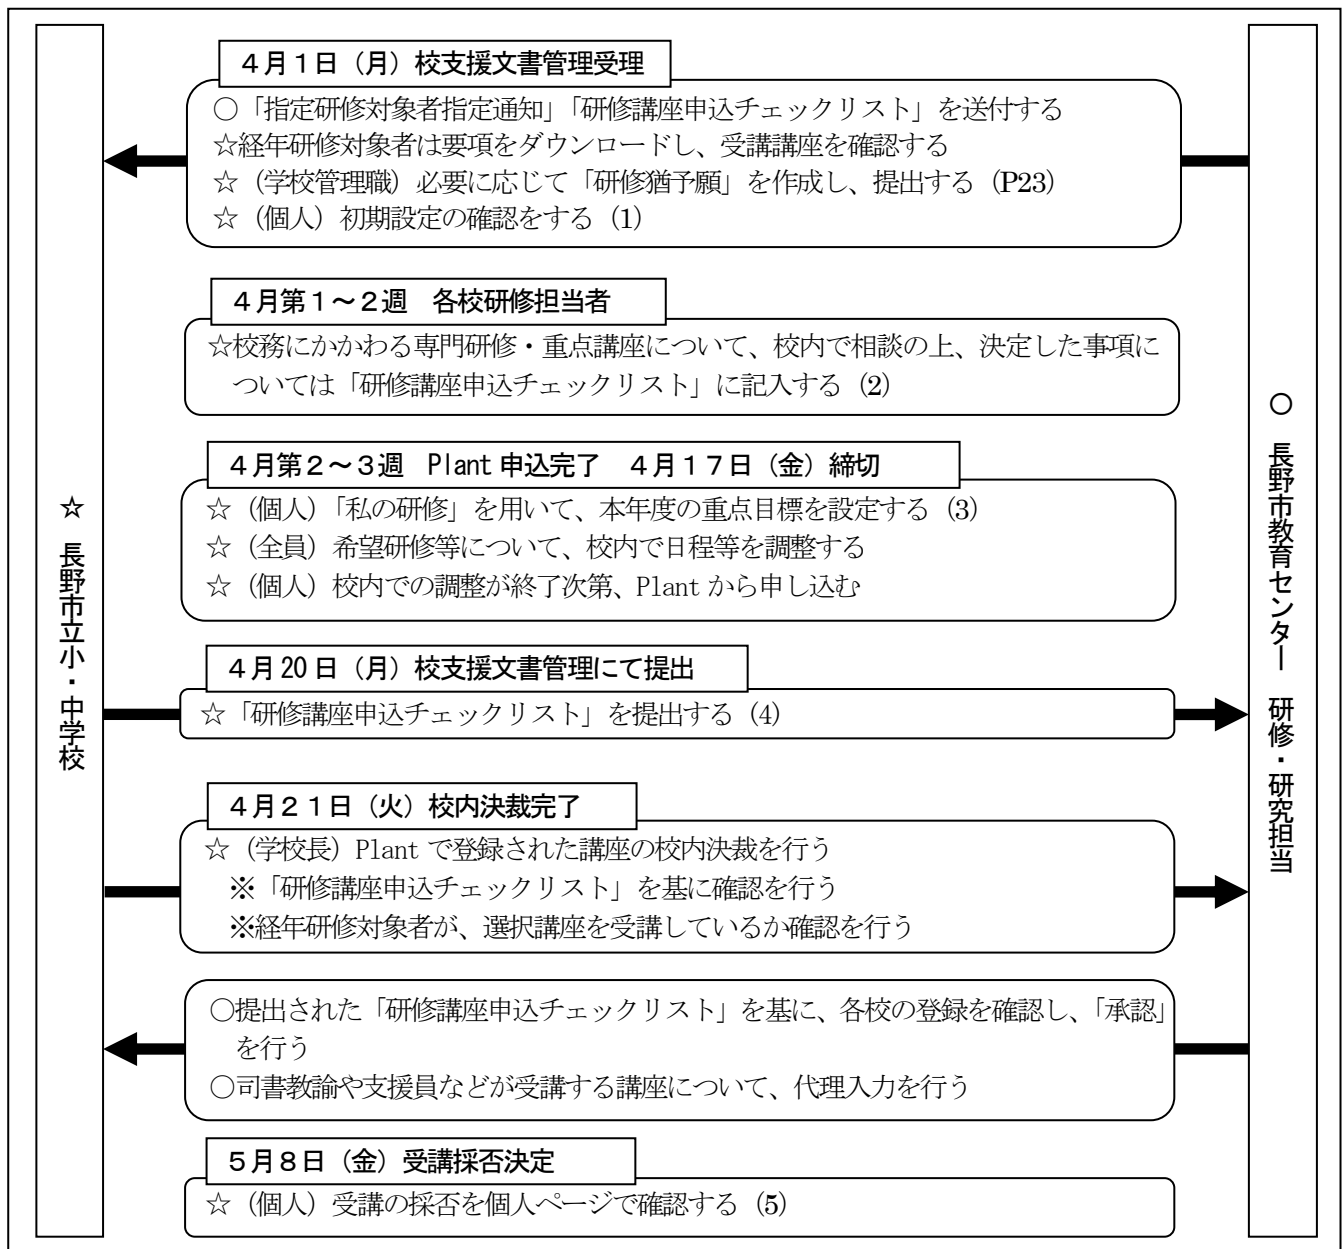 ４月１日（月）校支援文書管理受理
○「指定研修対象者指定通知」「研修講座申込チェックリスト」を送付する
☆経年研修対象者は要項をダウンロードし、受講講座を確認する
☆（学校管理職）必要に応じて「研修猶予願」を作成し、提出する（P23）
☆（個人）初期設定の確認をする（1）
４月第１～２週　各校研修担当者
☆校務にかかわる専門研修・重点講座について、校内で相談の上、決定した事項に
ついては「研修講座申込チェックリスト」に記入する（2）
４月第２～３週　Plant 申込完了　４月１７日（金）締切
☆（個人）「私の研修」を用いて、本年度の重点目標を設定する（3）
☆（全員）希望研修等について、校内で日程等を調整する
☆（個人）校内での調整が終了次第、Plant から申し込む
４月 20 日（月）校支援文書管理にて提出
☆「研修講座申込チェックリスト」を提出する（4）
４月２１日（火）校内決裁完了
☆（学校長）Plant で登録された講座の校内決裁を行う
※「研修講座申込チェックリスト」を基に確認を行う
※経年研修対象者が、選択講座を受講しているか確認を行う
○提出された「研修講座申込チェックリスト」を基に、各校の登録を確認し、「承認」
を行う
○司書教諭や支援員などが受講する講座について、代理入力を行う
５月８日（金）受講採否決定
☆（個人）受講の採否を個人ページで確認する（5）
☆　長野市立小・中学校
○　長野市教育センター　研修・研究担当